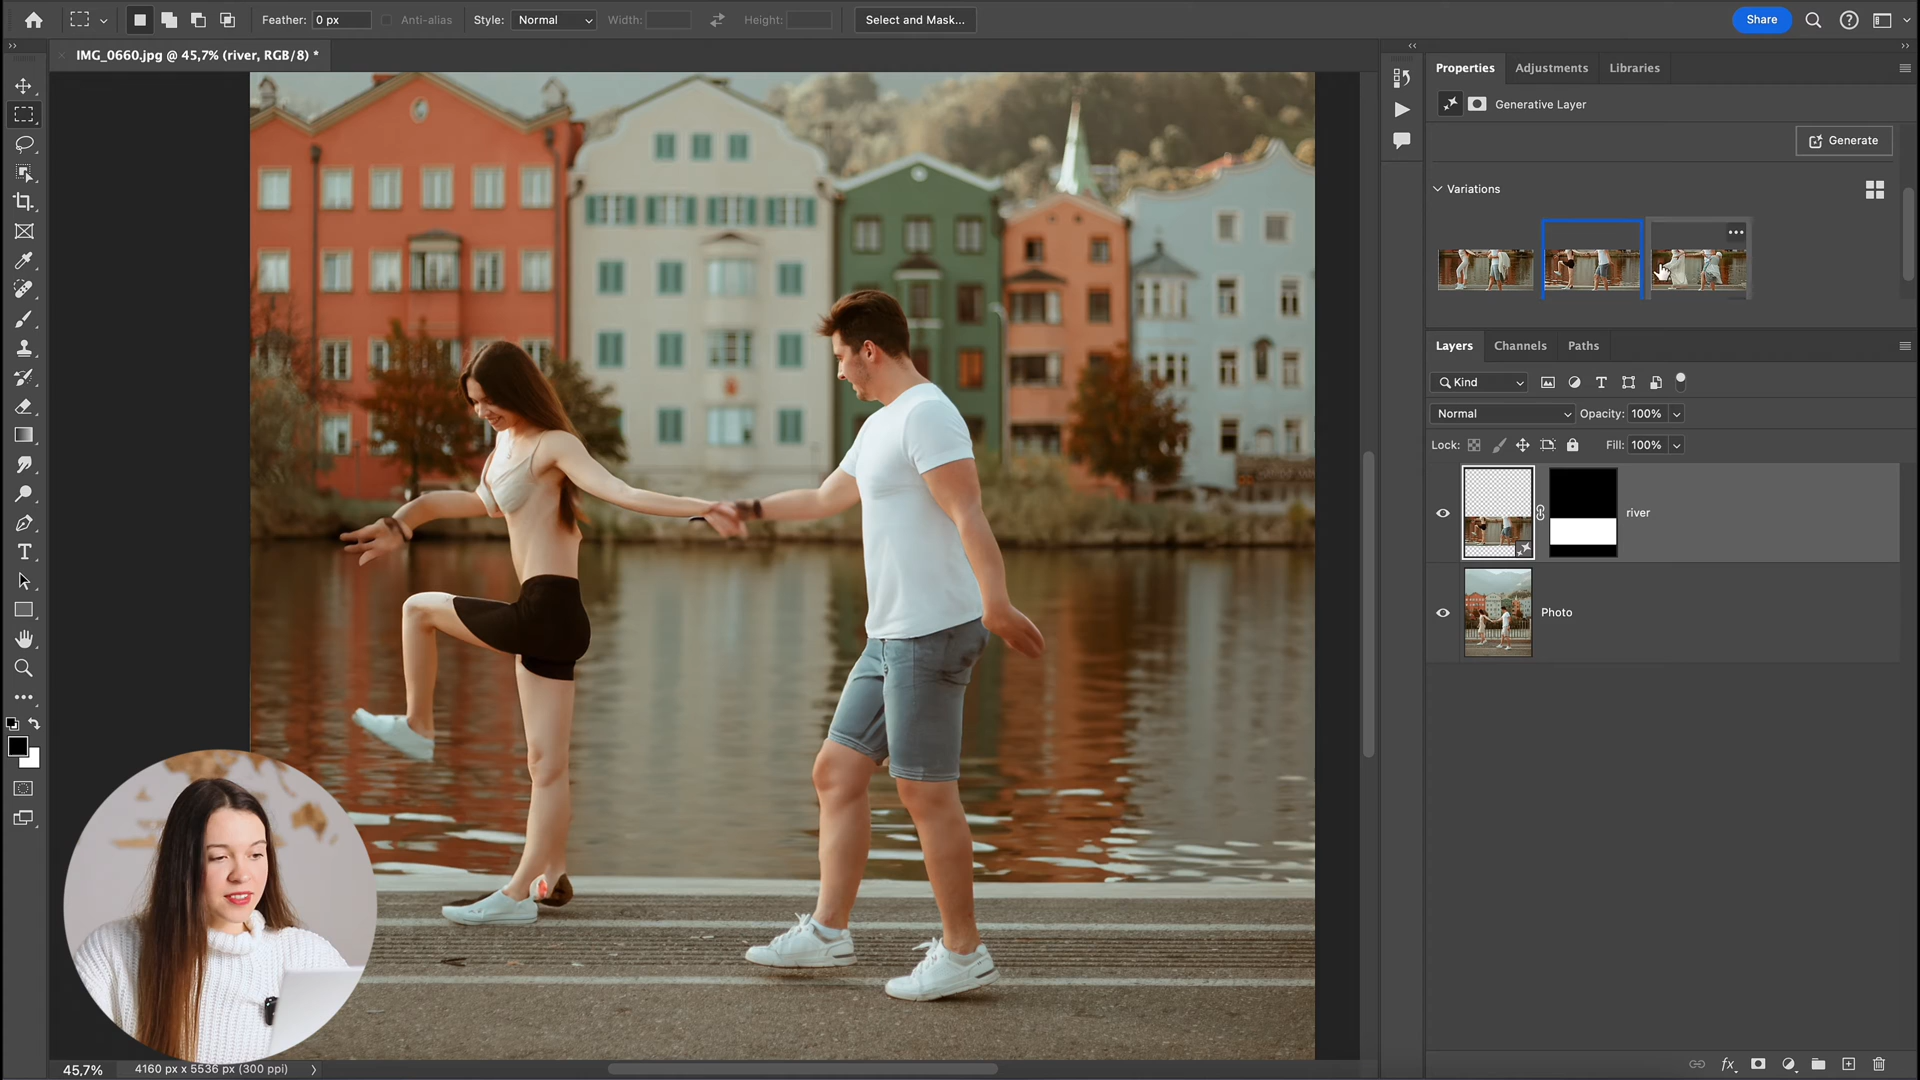 Feather: 0 px Anti-alias Style: Normal Width: Height: Select and Mask... Share
IMG_0660.jpg @ 45,7% (river, RGB/8) *
Properties Adjustments Libraries
Generative Layer
Generate
Variations
Layers Channels Paths
Kind
Normal Opacity: 100%
Lock: Fill: 100%
river
Photo
45,7% 4160 px x 5536 px (300 ppi)
fx